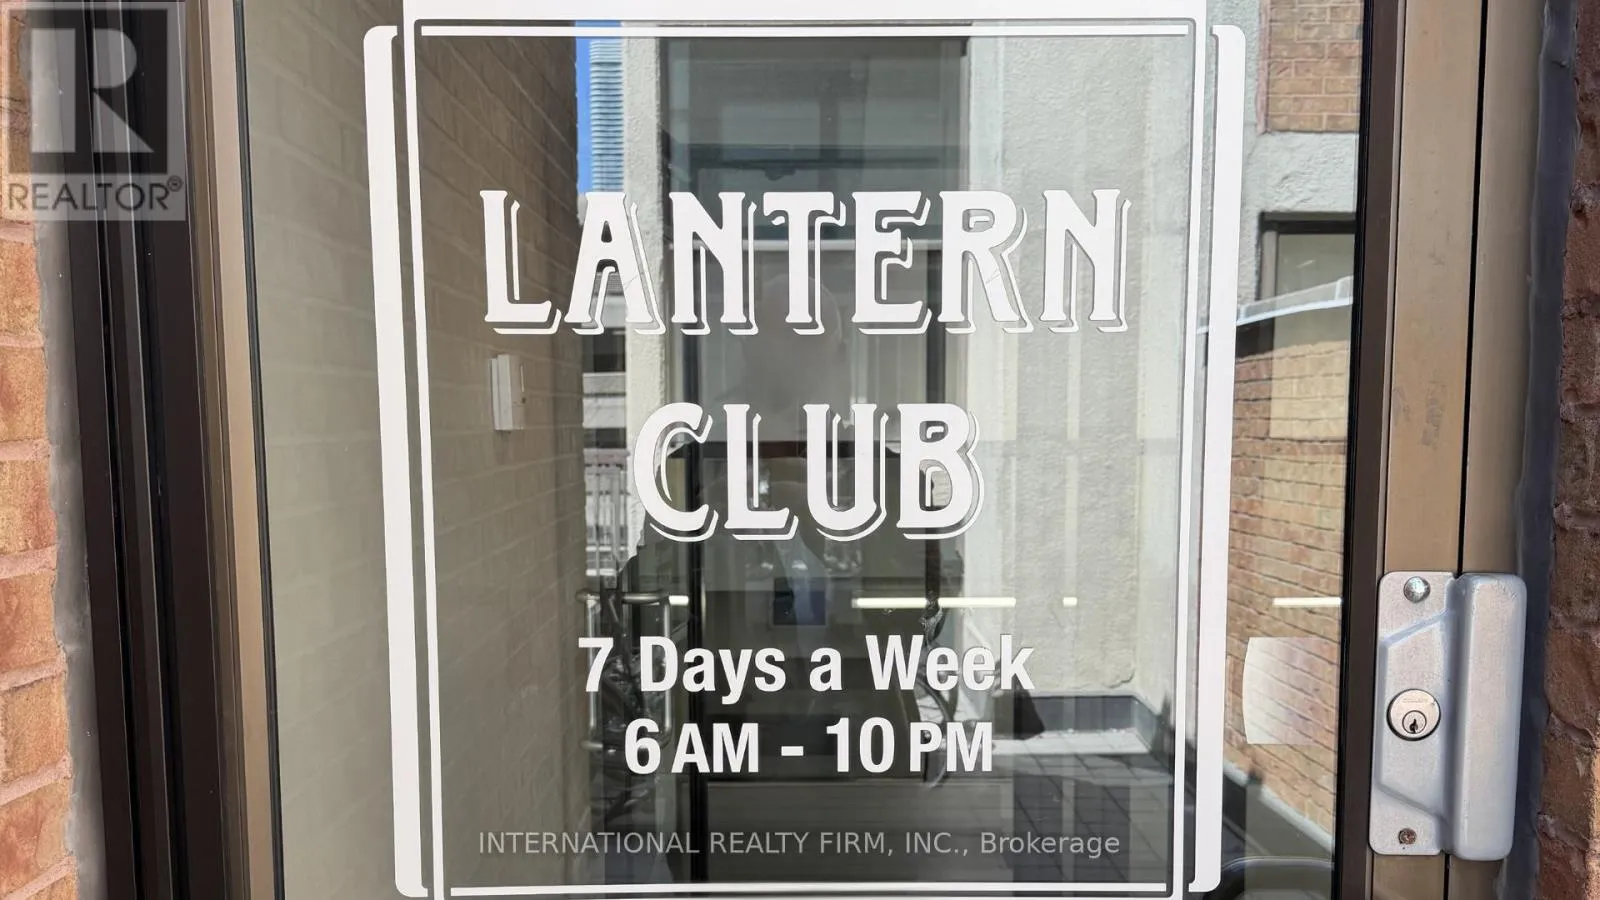 R
REALTOR®
LANTERN
CLUB
7 Days a Week
6 AM - 10 PM
INTERNATIONAL REALTY FIRM, INC., Brokerage